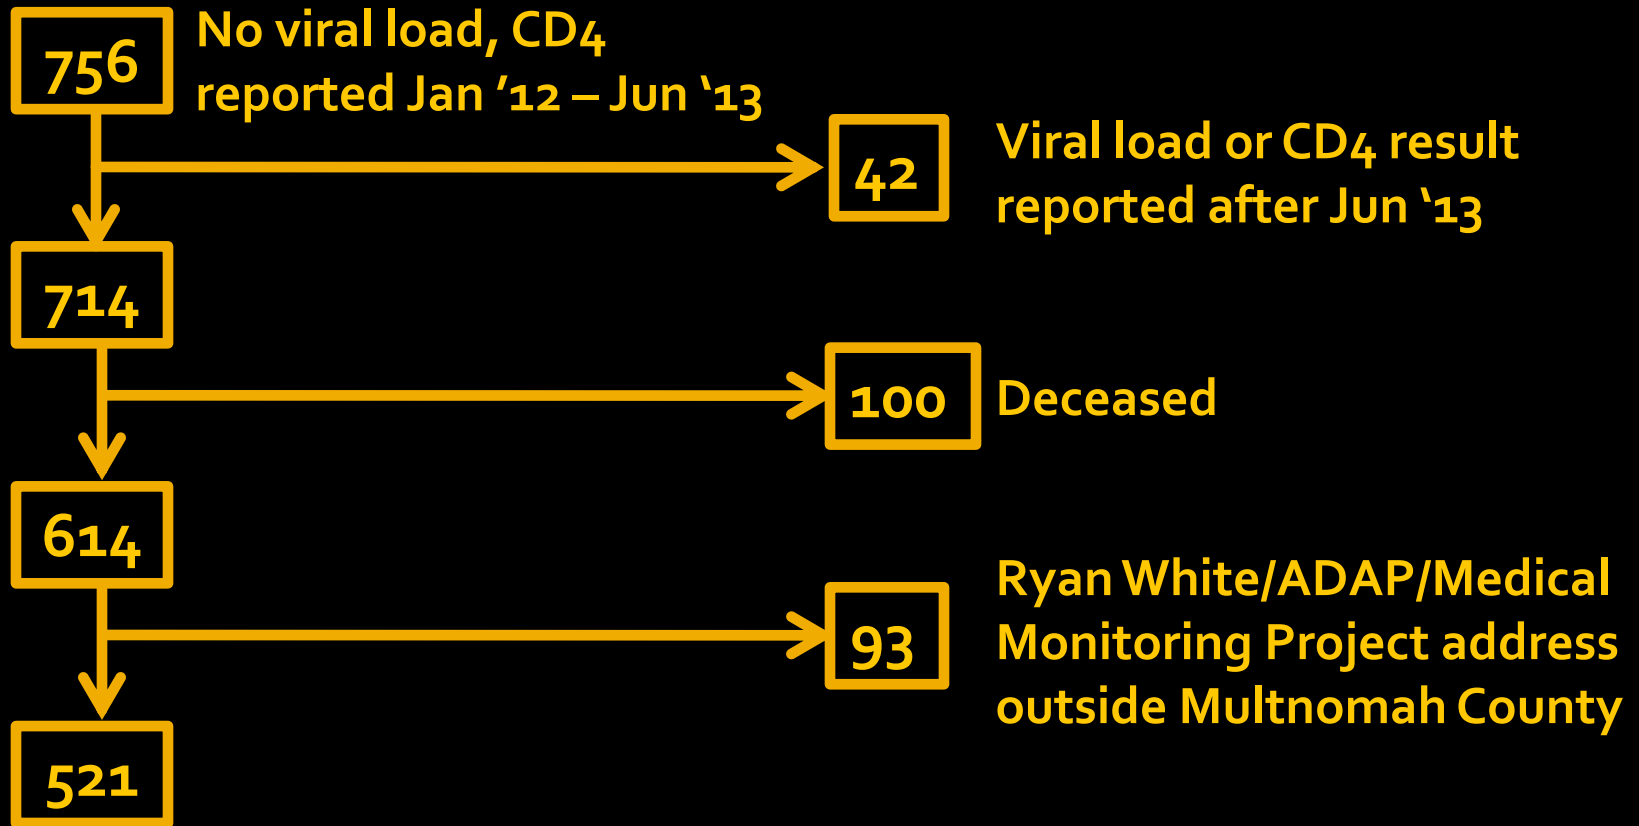 756
No viral load, CD4
reported Jan ’12 – Jun ‘13
42
Viral load or CD4 result
reported after Jun ‘13
714
100
Deceased
614
93
Ryan White/ADAP/Medical
Monitoring Project address
outside Multnomah County
521